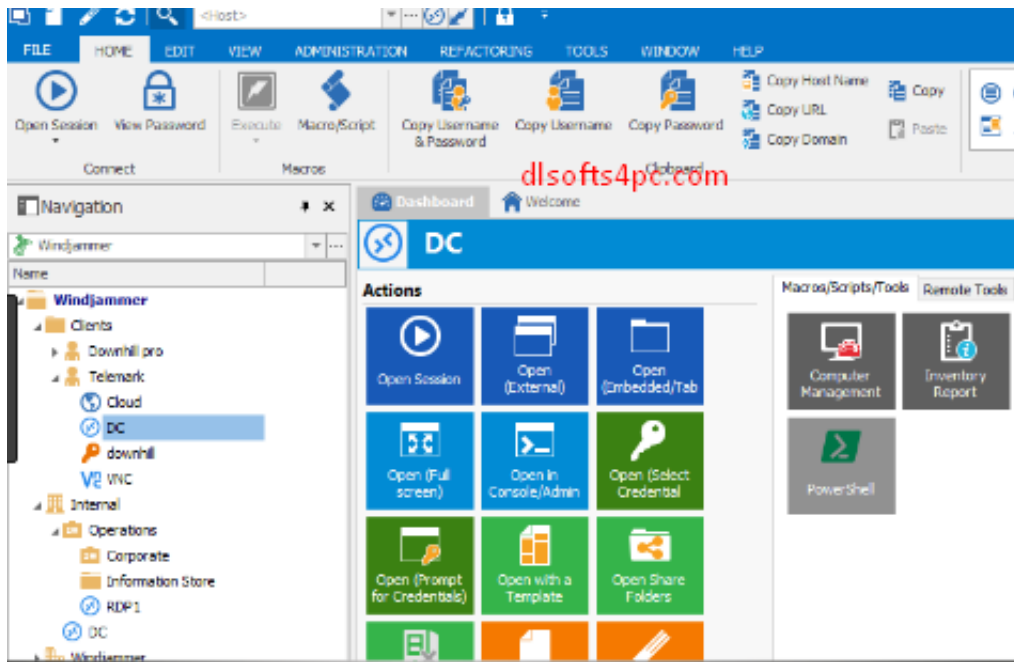 <Host>
FILE HOME EDIT VIEW ADMINISTRATION REFACTORING TOOLS WINDOW HELP
Open Session
View Password
Execute
Macro/Script
Copy Username
& Password
Copy Username
Copy Password
Copy Host Name
Copy URL
Copy Domain
Copy
Paste
Connect
Macros
Clipboard
dlsofts4pc.com
Navigation
Dashboard
Welcome
Windjammer
DC
Name
Windjammer
Clients
Downhill pro
Telemark
Cloud
DC
downhill
VNC
Internal
Operations
Corporate
Information Store
RDP1
DC
Windjammer
Actions
Open Session
Open
(External)
Open
(Embedded/Tab
Open (Full
screen)
Open in
Console/Admin
Open (Select
Credential
Open (Prompt
for Credentials)
Open with a
Template
Open Share
Folders
Macros/Scripts/Tools
Remote Tools
Computer
Management
Inventory
Report
PowerShell